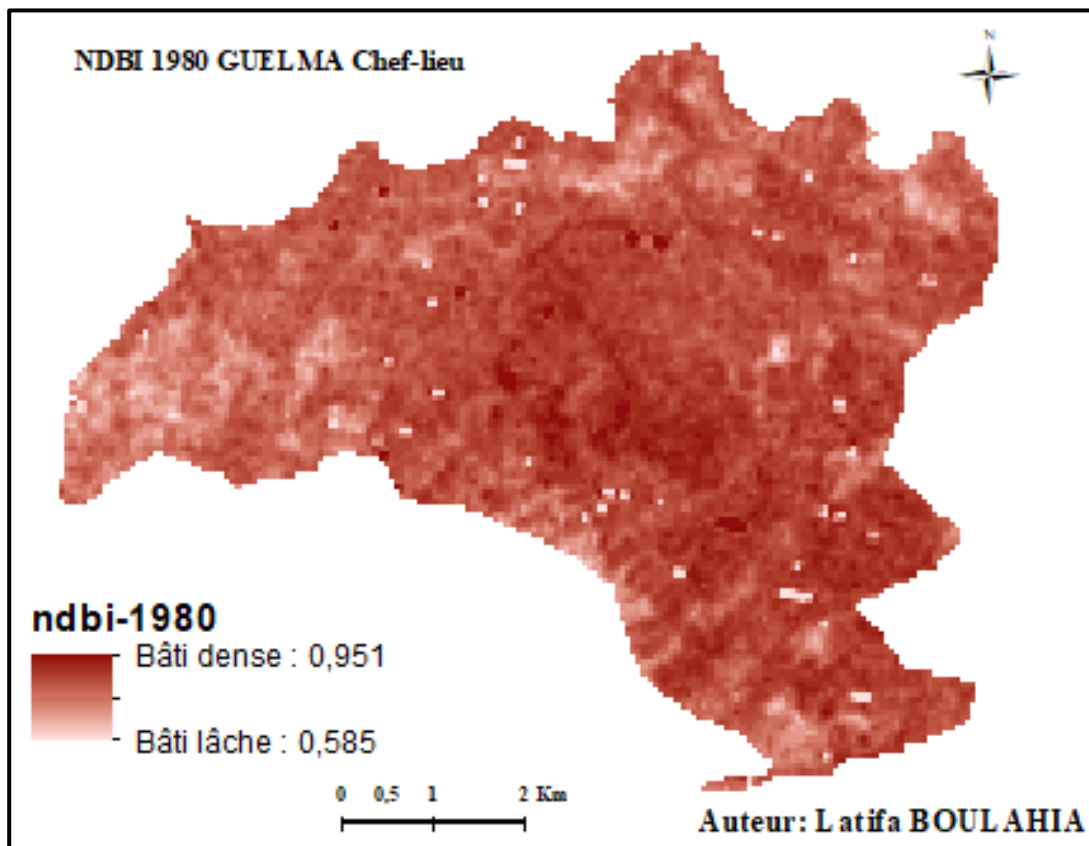 NDBI 1980 GUELMA Chef-lieu
N
ndbi-1980
Bâti dense : 0,951
Bâti lâche : 0,585
0 0,5 1 2 Km
Auteur: Latifa BOULAHIA